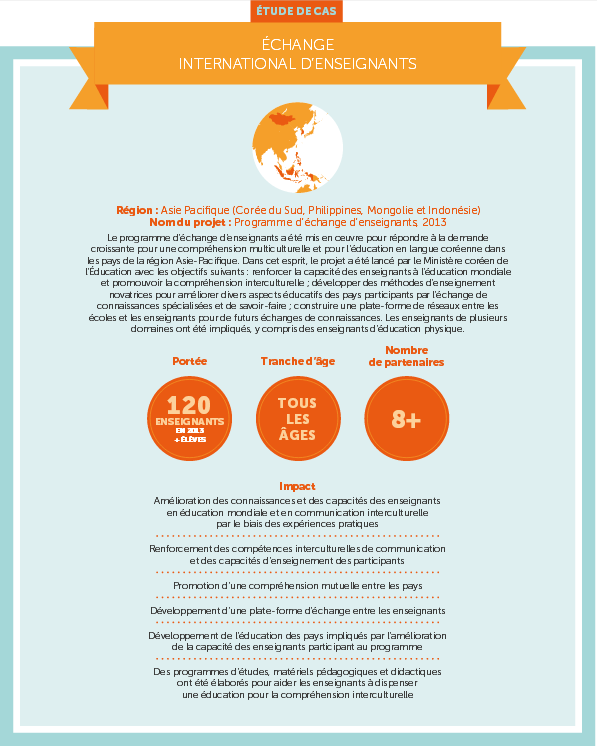 ÉTUDE DE CAS
ÉCHANGE
INTERNATIONAL D'ENSEIGNANTS
Région : Asie Pacifique (Corée du Sud, Philippines, Mongolie et Indonésie)
Nom du projet : Programme d'échange d'enseignants, 2013
Le programme d'échange d'enseignants a été mis en œuvre pour répondre à la demande
croissante pour une compréhension multiculturelle et pour l'éducation en langue coréenne dans
les pays de la région Asie-Pacifique. Dans cet esprit, le projet a été lancé par le Ministère coréen de
l'Éducation avec les objectifs suivants : renforcer la capacité des enseignants à l'éducation mondiale
et promouvoir la compréhension interculturelle ; développer des méthodes d'enseignement
novatrices pour améliorer divers aspects éducatifs des pays participants par l'échange de
connaissances spécialisées et de savoir-faire ; construire une plate-forme de réseaux entre les
écoles et les enseignants pour de futurs échanges de connaissances. Les enseignants de plusieurs
domaines ont été impliqués, y compris des enseignants d'éducation physique.
Portée
120
ENSEIGNANTS
EN 2013
+ ÉLÈVES
Tranche d'âge
TOUS
LES
ÂGES
Nombre
de partenaires
8+
Impact
Amélioration des connaissances et des capacités des enseignants
en éducation mondiale et en communication interculturelle
par le biais des expériences pratiques
Renforcement des compétences interculturelles de communication
et des capacités d'enseignement des participants
Promotion d'une compréhension mutuelle entre les pays
Développement d'une plate-forme d'échange entre les enseignants
Développement de l'éducation des pays impliqués par l'amélioration
de la capacité des enseignants participant au programme
Des programmes d'études, matériels pédagogiques et didactiques
ont été élaborés pour aider les enseignants à dispenser
une éducation pour la compréhension interculturelle